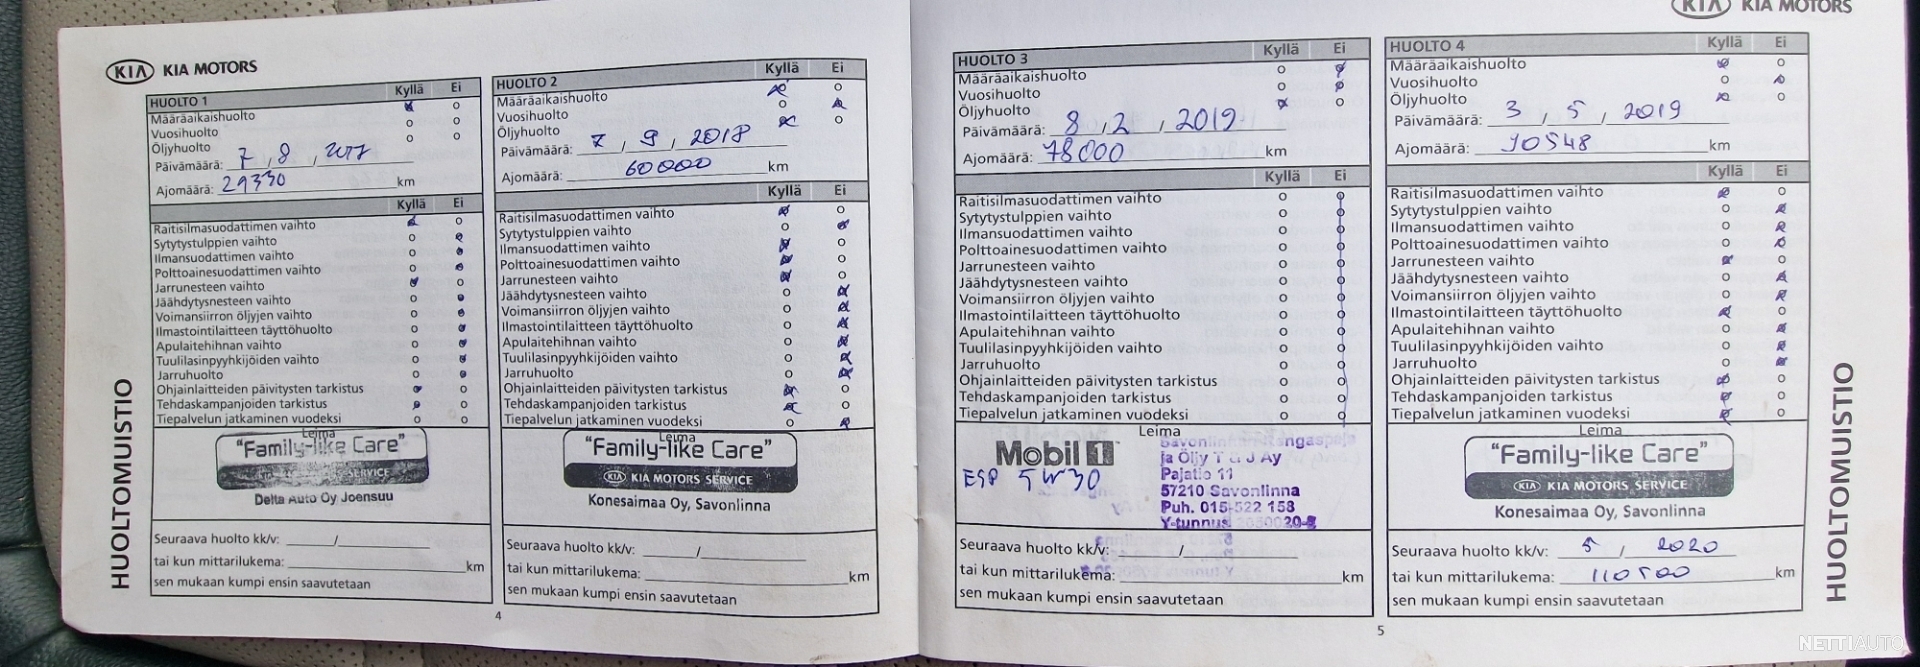 KIA KIA MOTORS
HUOLTOMUISTIO
HUOLTO 1 Kyllä Ei
Määräaikaishuolto
Vuosihuolto
Öljyhuolto
Päivämäärä: 7, 8, 2017
Ajomäärä: 29330 km
Kyllä Ei
Raitisilmasuodattimen vaihto
Sytytystulppien vaihto
Ilmansuodattimen vaihto
Polttoainesuodattimen vaihto
Jarrunesteen vaihto
Jäähdytysnesteen vaihto
Voimansiirron öljyjen vaihto
Ilmastointilaitteen täyttöhuolto
Apulaitehihnan vaihto
Tuulilasinpyyhkijöiden vaihto
Jarruhuolto
Ohjainlaitteiden päivitysten tarkistus
Tehdaskampanjoiden tarkistus
Tiepalvelun jatkaminen vuodeksi
Leima
"Family-like Care"
KIA MOTORS SERVICE
Delta Auto Oy Joensuu
Seuraava huolto kk/v: /
tai kun mittarilukema: km
sen mukaan kumpi ensin saavutetaan
HUOLTO 2 Kyllä Ei
Määräaikaishuolto
Vuosihuolto
Öljyhuolto
Päivämäärä: 7, 9, 2018
Ajomäärä: 60000 km
Kyllä Ei
Raitisilmasuodattimen vaihto
Sytytystulppien vaihto
Ilmansuodattimen vaihto
Polttoainesuodattimen vaihto
Jarrunesteen vaihto
Jäähdytysnesteen vaihto
Voimansiirron öljyjen vaihto
Ilmastointilaitteen täyttöhuolto
Apulaitehihnan vaihto
Tuulilasinpyyhkijöiden vaihto
Jarruhuolto
Ohjainlaitteiden päivitysten tarkistus
Tehdaskampanjoiden tarkistus
Tiepalvelun jatkaminen vuodeksi
Leima
"Family-like Care"
KIA KIA MOTORS SERVICE
Konesaimaa Oy, Savonlinna
Seuraava huolto kk/v: /
tai kun mittarilukema: km
sen mukaan kumpi ensin saavutetaan
4
KIA KIA MOTORS
HUOLTO 3 Kyllä Ei
Määräaikaishuolto
Vuosihuolto
Öljyhuolto
Päivämäärä: 8, 2, 2019
Ajomäärä: 78000 km
Kyllä Ei
Raitisilmasuodattimen vaihto
Sytytystulppien vaihto
Ilmansuodattimen vaihto
Polttoainesuodattimen vaihto
Jarrunesteen vaihto
Jäähdytysnesteen vaihto
Voimansiirron öljyjen vaihto
Ilmastointilaitteen täyttöhuolto
Apulaitehihnan vaihto
Tuulilasinpyyhkijöiden vaihto
Jarruhuolto
Ohjainlaitteiden päivitysten tarkistus
Tehdaskampanjoiden tarkistus
Tiepalvelun jatkaminen vuodeksi
Leima
Mobil 1
ESP 5W30
ja Öljy T & J Ay
Pajatie 11
57210 Savonlinna
Puh. 015-522 158
Y-tunnus
Seuraava huolto kk/v: /
tai kun mittarilukema: km
sen mukaan kumpi ensin saavutetaan
HUOLTO 4 Kyllä Ei
Määräaikaishuolto
Vuosihuolto
Öljyhuolto
Päivämäärä: 3, 5, 2019
Ajomäärä: 90548 km
Kyllä Ei
Raitisilmasuodattimen vaihto
Sytytystulppien vaihto
Ilmansuodattimen vaihto
Polttoainesuodattimen vaihto
Jarrunesteen vaihto
Jäähdytysnesteen vaihto
Voimansiirron öljyjen vaihto
Ilmastointilaitteen täyttöhuolto
Apulaitehihnan vaihto
Tuulilasinpyyhkijöiden vaihto
Jarruhuolto
Ohjainlaitteiden päivitysten tarkistus
Tehdaskampanjoiden tarkistus
Tiepalvelun jatkaminen vuodeksi
Leima
"Family-like Care"
KIA KIA MOTORS SERVICE
Konesaimaa Oy, Savonlinna
Seuraava huolto kk/v: 5 / 2020
tai kun mittarilukema: 110500 km
sen mukaan kumpi ensin saavutetaan
5
HUOLTOMUISTIO
NETTIAUTO